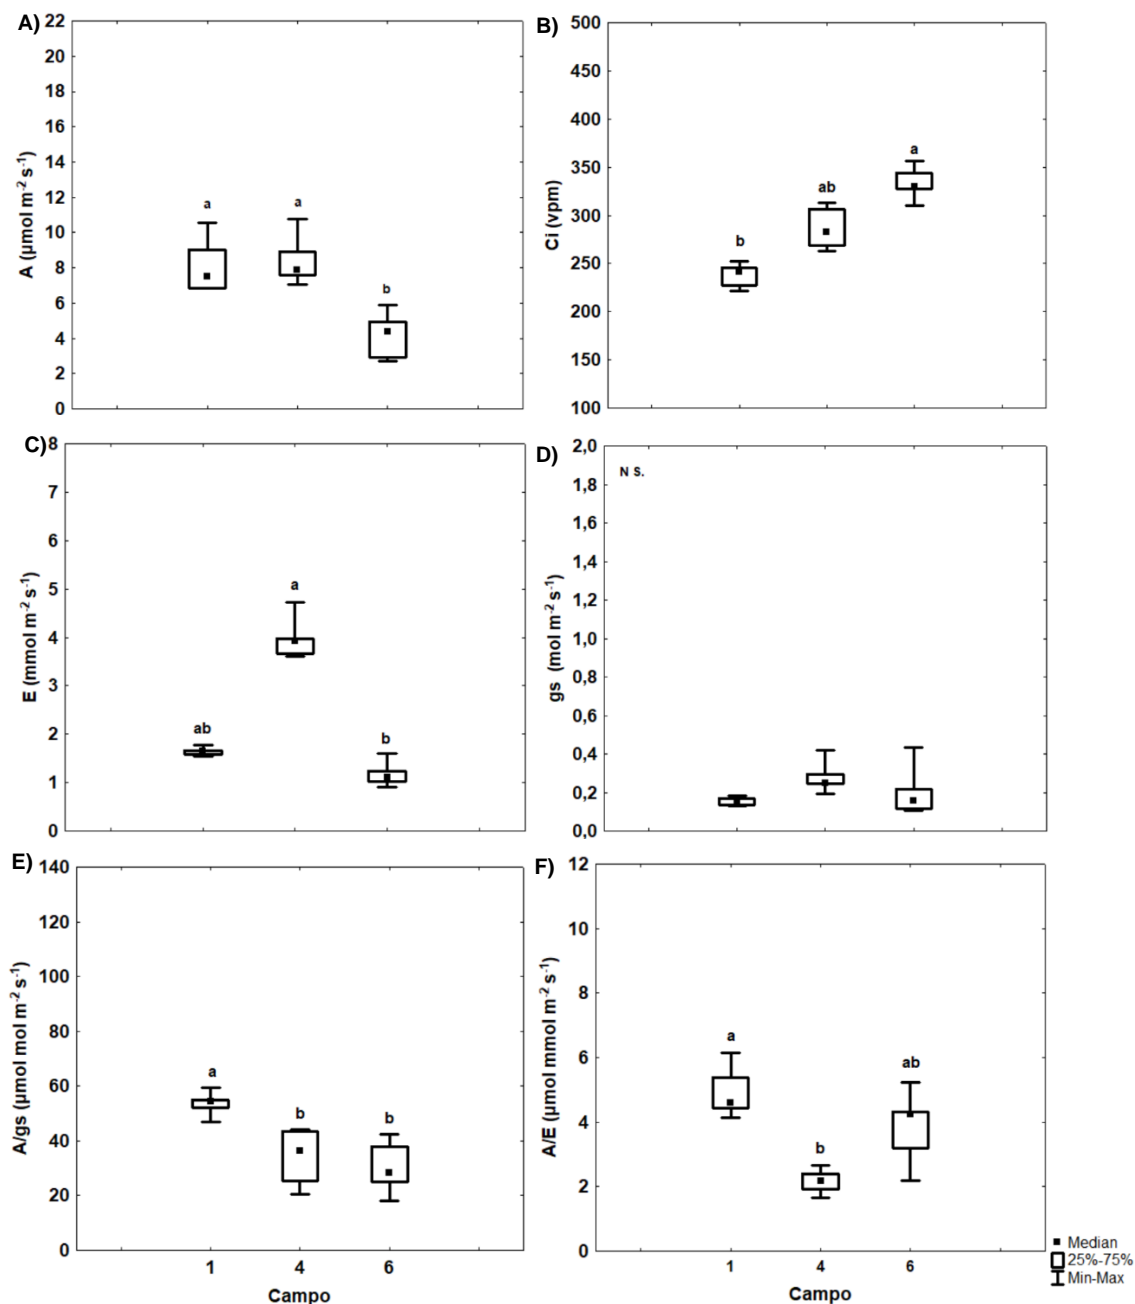 A)
22
20
18
16
14
12
10
8
6
4
2
0
A (µmol m-2 s-1)
a
a
b
B)
500
450
400
350
300
250
200
150
100
Ci (vpm)
b
ab
a
C)
8
7
6
5
4
3
2
1
0
E (mmol m-2 s-1)
ab
a
b
D)
2,0
1,8
1,6
1,4
1,2
1,0
0,8
0,6
0,4
0,2
0,0
gs (mol m-2 s-1)
N S.
E)
140
120
100
80
60
40
20
0
A/gs (µmol mol m-2 s-1)
a
b
b
1 4 6
Campo
F)
12
10
8
6
4
2
0
A/E (µmol mmol m-2 s-1)
a
b
ab
1 4 6
Campo
Median
25%-75%
Min-Max